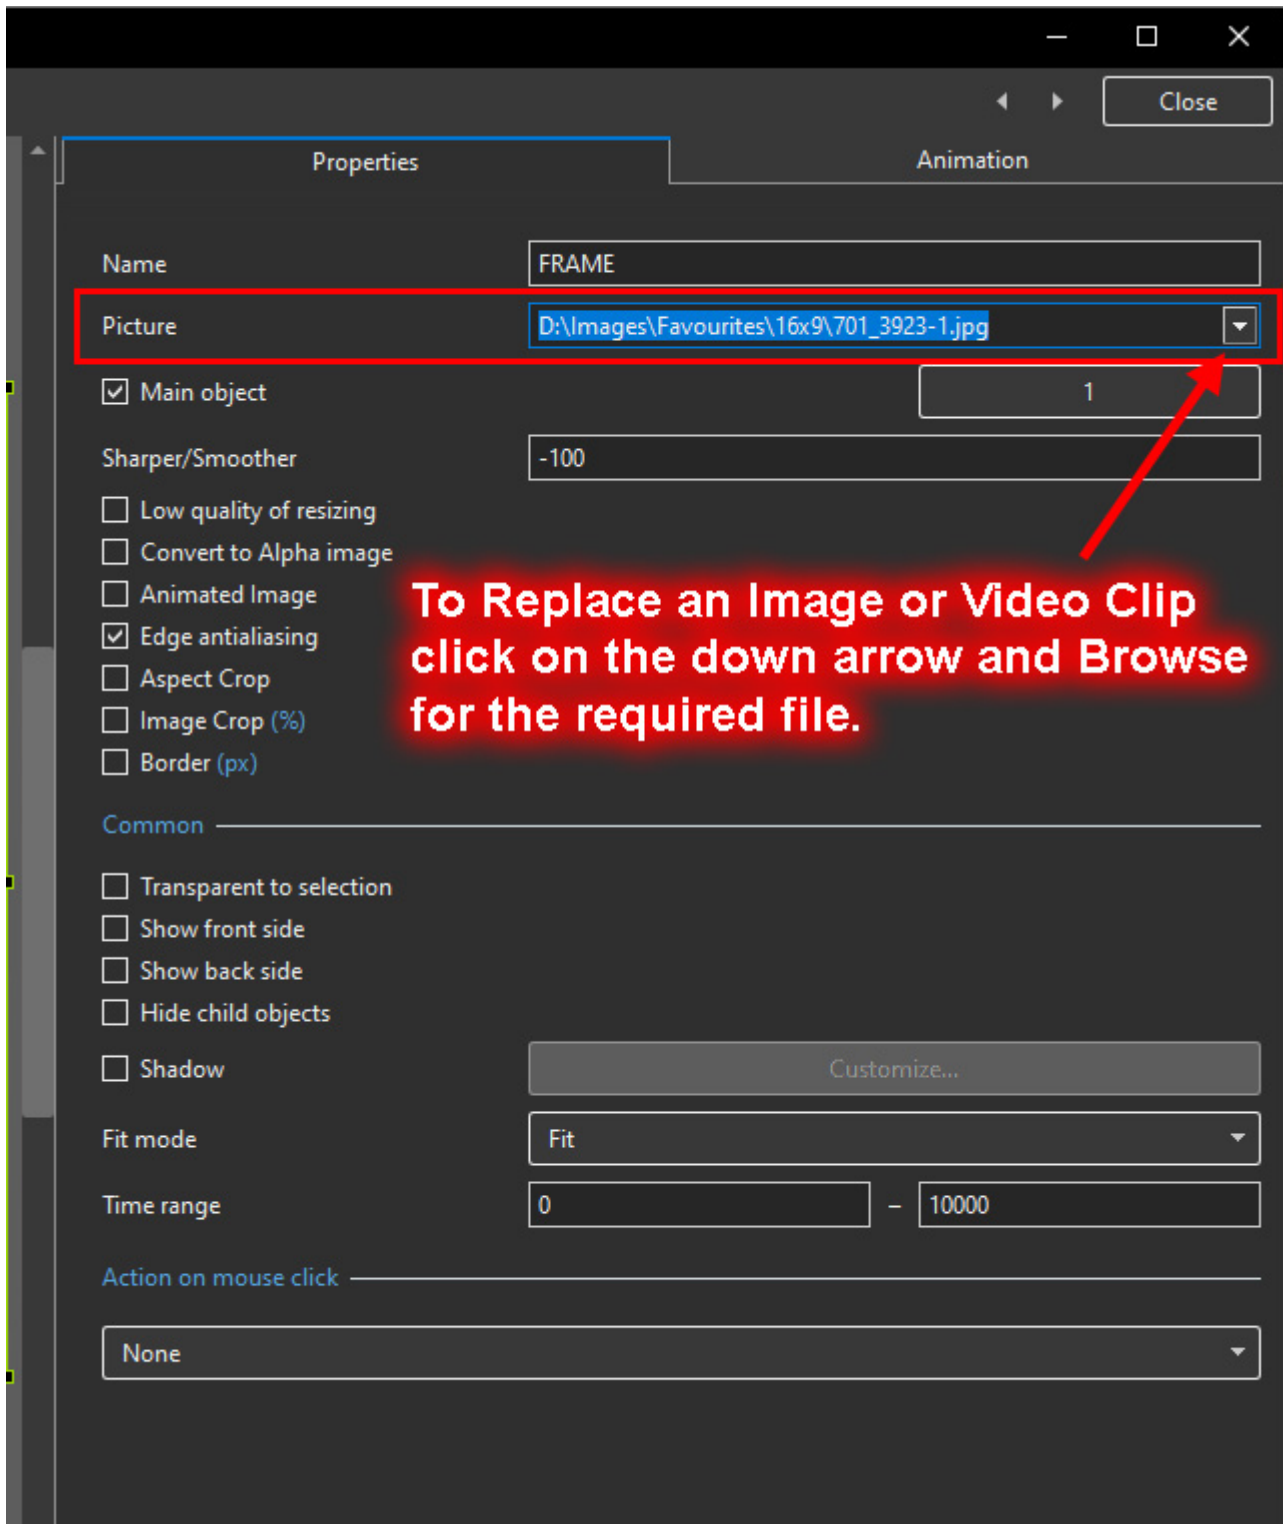 Close
Properties
Animation
Name
FRAME
Picture
D:\Images\Favourites\16x9\701_3923-1.jpg
Main object
1
Sharper/Smoother
-100
Low quality of resizing
Convert to Alpha image
Animated Image
Edge antialiasing
Aspect Crop
Image Crop (%)
Border (px)
To Replace an Image or Video Clip
click on the down arrow and Browse
for the required file.
Common
Transparent to selection
Show front side
Show back side
Hide child objects
Shadow
Customize...
Fit mode
Fit
Time range
0
–
10000
Action on mouse click
None